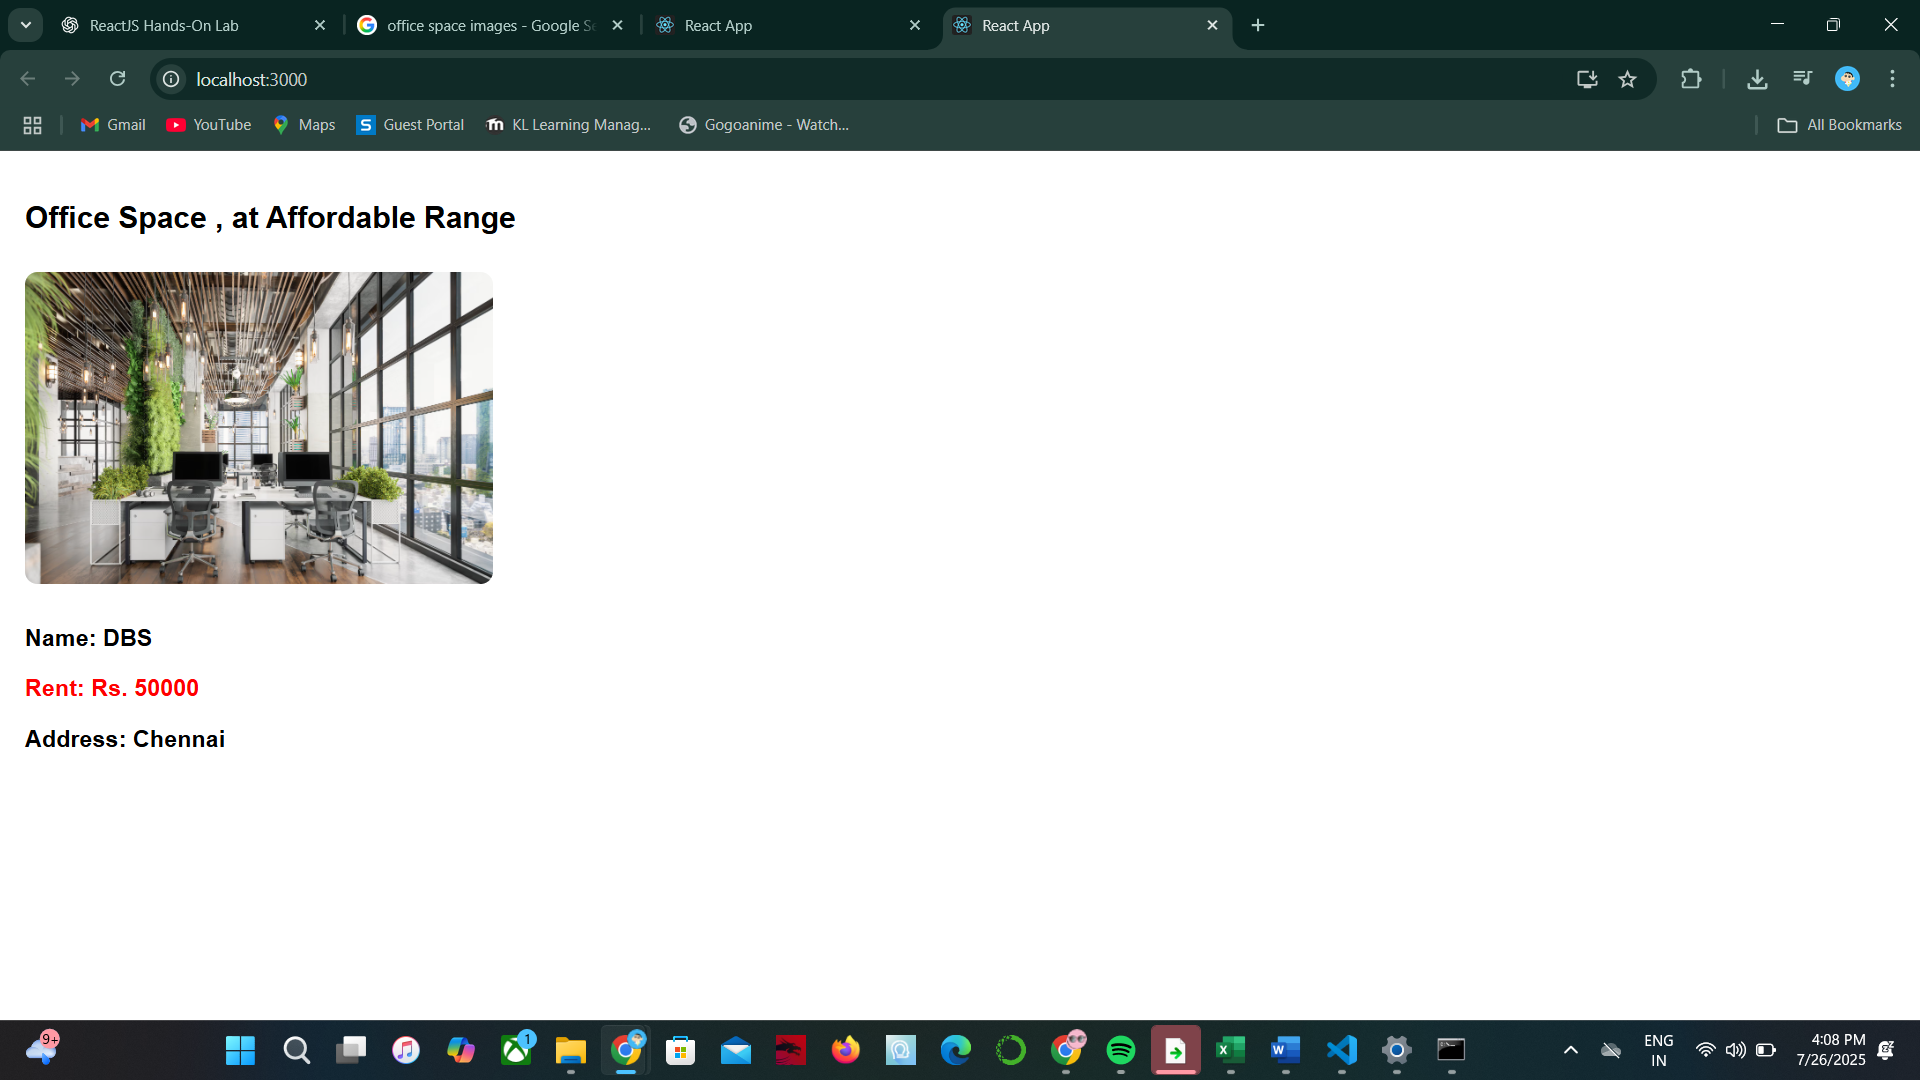 ReactJS Hands-On Lab
office space images - Google Se
React App
React App
localhost:3000
Gmail
YouTube
Maps
Guest Portal
KL Learning Manag...
Gogoanime - Watch...
All Bookmarks
Office Space , at Affordable Range
Name: DBS
Rent: Rs. 50000
Address: Chennai
9+
1
ENG
IN
4:08 PM
7/26/2025